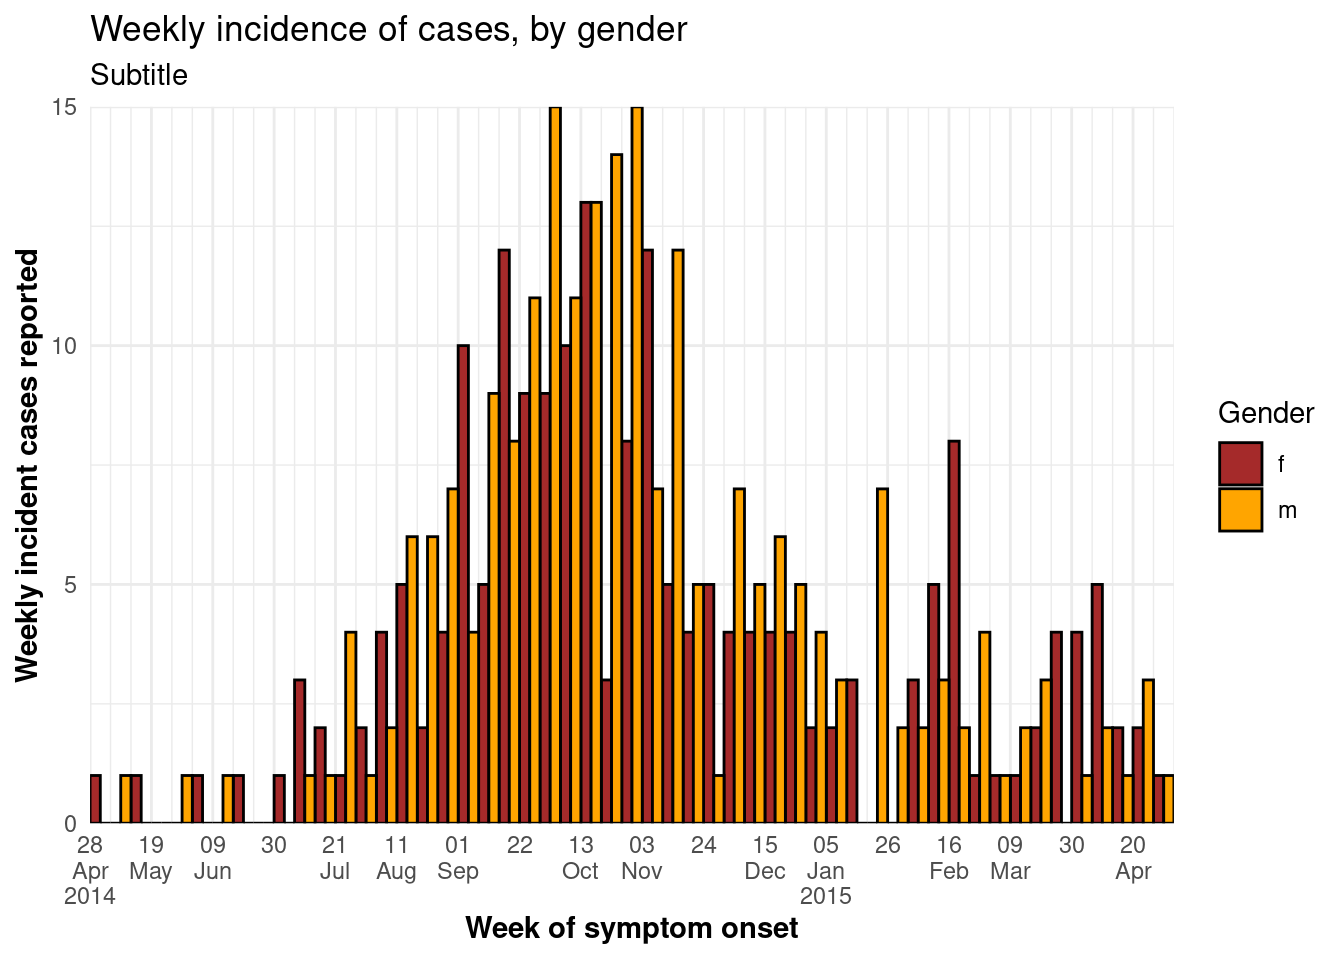 Weekly incidence of cases, by gender
Subtitle
Weekly incident cases reported
15
10
5
0
28 19 09 30 21 11 01 22 13 03 24 15 05 26 16 09 30 20
Apr May Jun Jul Aug Sep Oct Nov Dec Jan Feb Mar Apr
2014 2015
Week of symptom onset
Gender
f
m